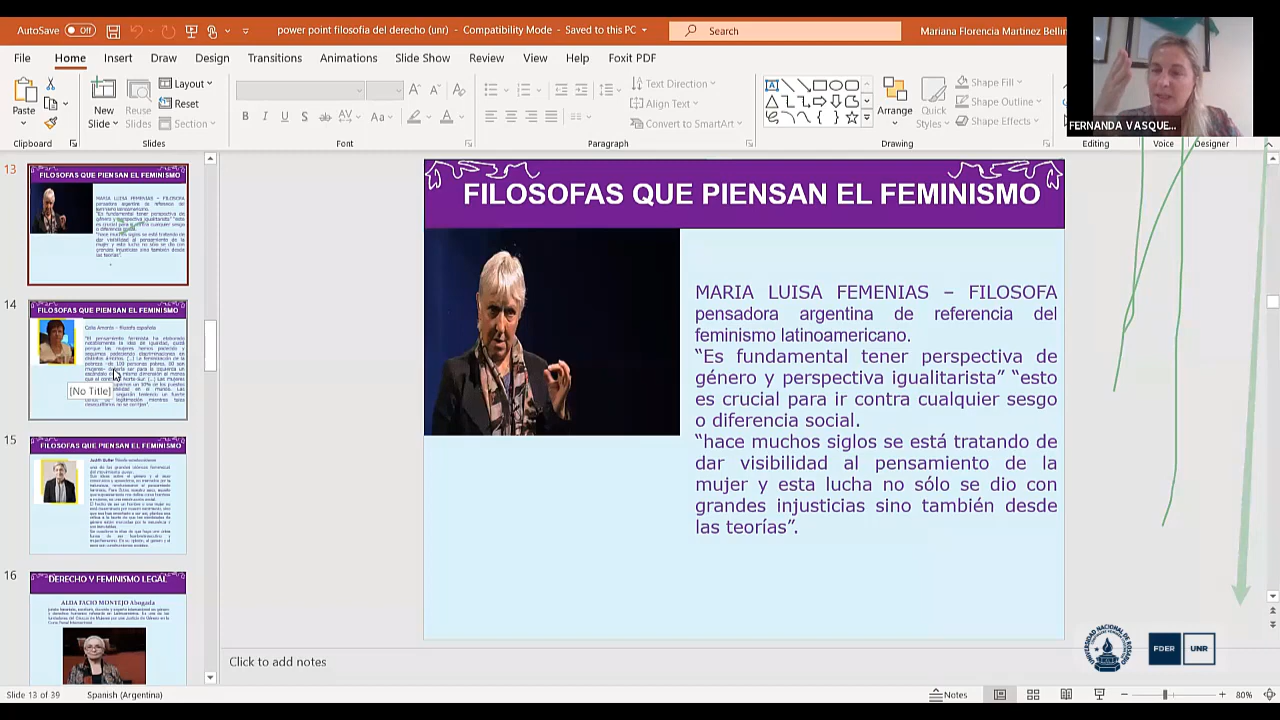 AutoSave Off
power point filosofia del derecho (unr) - Compatibility Mode - Saved to this PC
Search
Mariana Florencia Martinez Bellin
File Home Insert Draw Design Transitions Animations Slide Show Review View Help Foxit PDF
FERNANDA VASQUE...
Paste
New Slide
Reuse Slides
Layout
Reset
Section
Text Direction
Align Text
Convert to SmartArt
Arrange
Quick Styles
Shape Fill
Shape Outline
Shape Effects
Clipboard Slides Font Paragraph Drawing Editing Voice Designer
13
FILOSOFAS QUE PIENSAN EL FEMINISMO
14
FILOSOFAS QUE PIENSAN EL FEMINISMO
[No Title]
15
FILOSOFAS QUE PIENSAN EL FEMINISMO
16
DERECHO Y FEMINISMO LEGAL
ALDA FACIO MONTEJO Abogada
FILOSOFAS QUE PIENSAN EL FEMINISMO
MARIA LUISA FEMENIAS – FILOSOFA
pensadora argentina de referencia del
feminismo latinoamericano.
“Es fundamental tener perspectiva de
género y perspectiva igualitarista” “esto
es crucial para ir contra cualquier sesgo
o diferencia social.
“hace muchos siglos se está tratando de
dar visibilidad al pensamiento de la
mujer y esta lucha no sólo se dio con
grandes injusticias sino también desde
las teorías”.
UNIVERSIDAD NACIONAL DE ROSARIO
FDER UNR
Click to add notes
Slide 13 of 39 Spanish (Argentina) Notes 80%